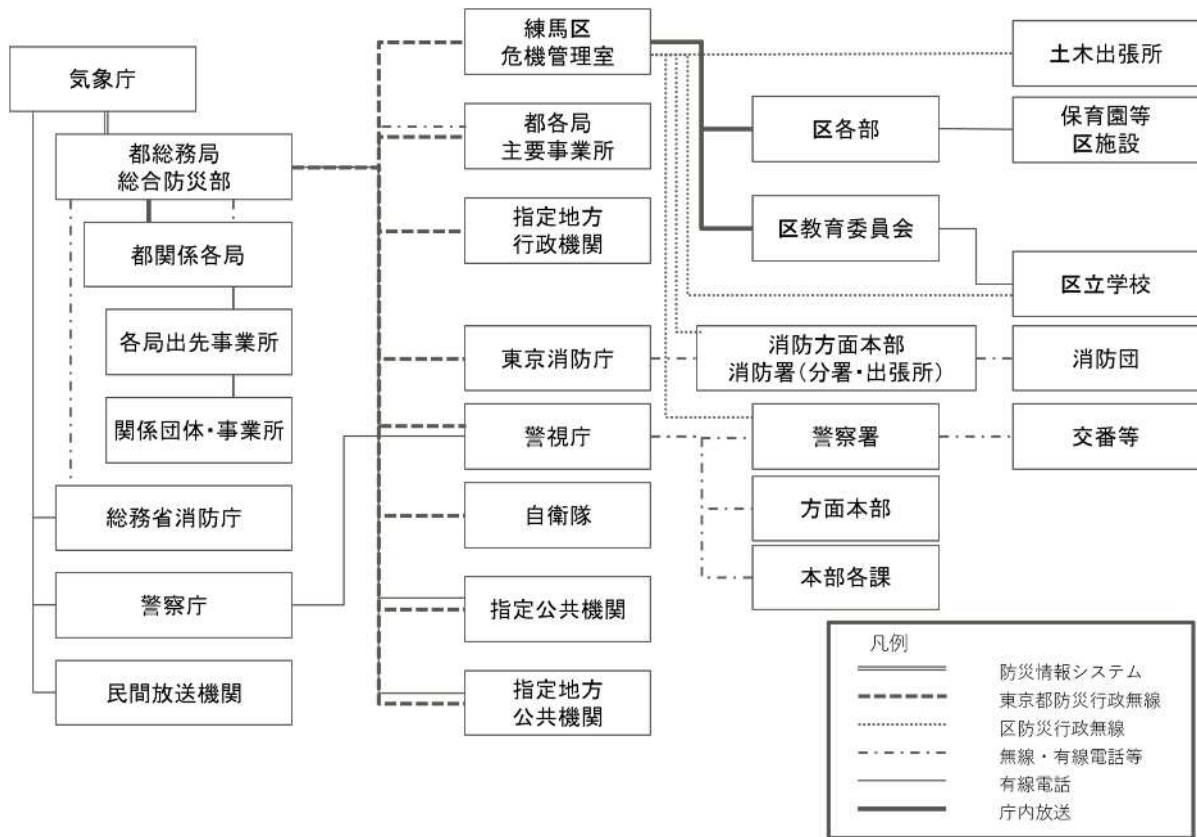 気象庁
都総務局
総合防災部
都関係各局
各局出先事業所
関係団体・事業所
総務省消防庁
警察庁
民間放送機関
練馬区
危機管理室
都各局
主要事業所
指定地方
行政機関
東京消防庁
警視庁
自衛隊
指定公共機関
指定地方
公共機関
区各部
区教育委員会
消防方面本部
消防署(分署・出張所)
警察署
方面本部
本部各課
土木出張所
保育園等
区施設
区立学校
消防団
交番等
凡例
防災情報システム
東京都防災行政無線
区防災行政無線
無線・有線電話等
有線電話
庁内放送